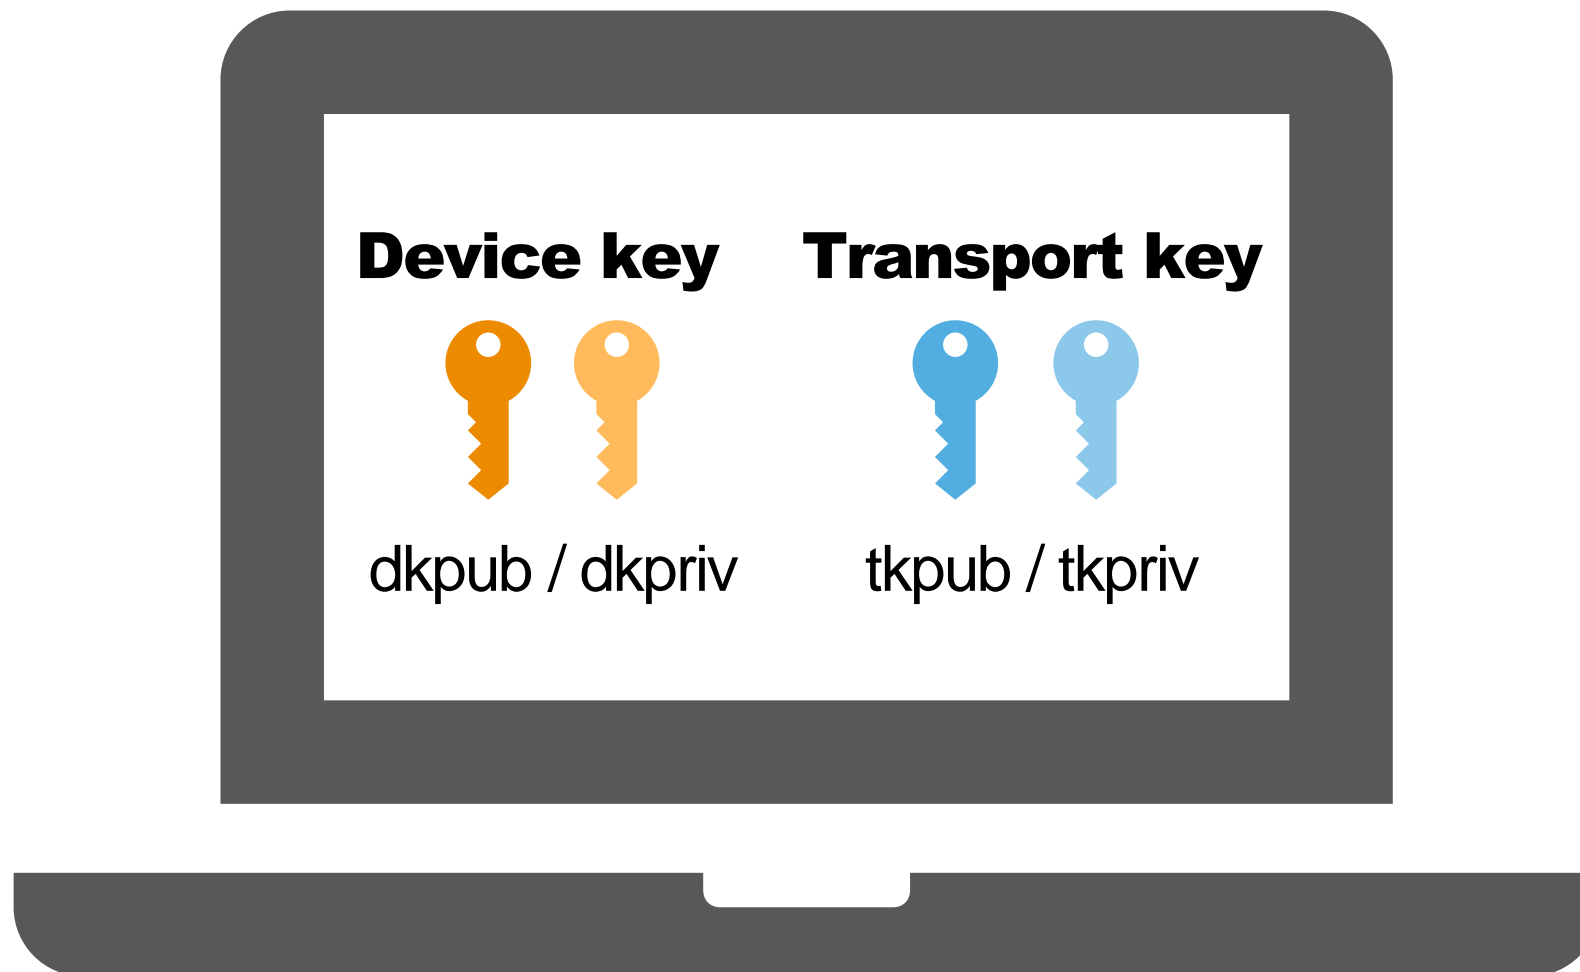 Device key
Transport key
dkpub / dkpriv
tkpub / tkpriv